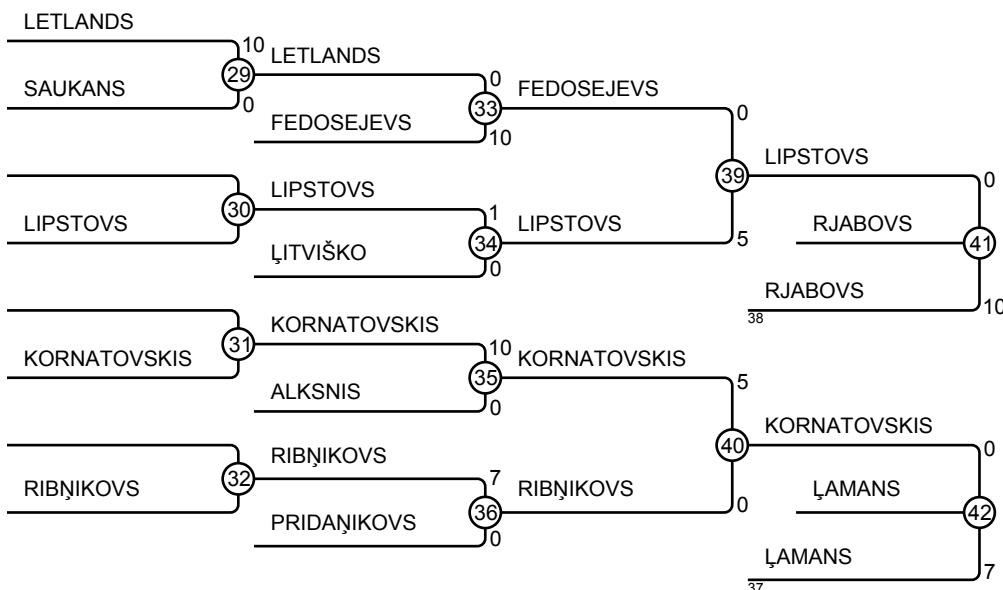 LETLANDS
10
LETLANDS
29
0
SAUKANS
FEDOSEJEVS
0
33
0
FEDOSEJEVS
10
LIPSTOVS
39
0
LIPSTOVS
30
1
RJABOVS
LIPSTOVS
LIPSTOVS
34
5
41
ĻITVIŠKO
0
RJABOVS
38
10
KORNATOVSKIS
31
10
KORNATOVSKIS
KORNATOVSKIS
35
5
ALKSNIS
0
KORNATOVSKIS
40
0
RIBŅIKOVS
32
7
RIBŅIKOVS
RIBŅIKOVS
ĻAMANS
36
0
42
PRIDAŅIKOVS
0
ĻAMANS
37
7